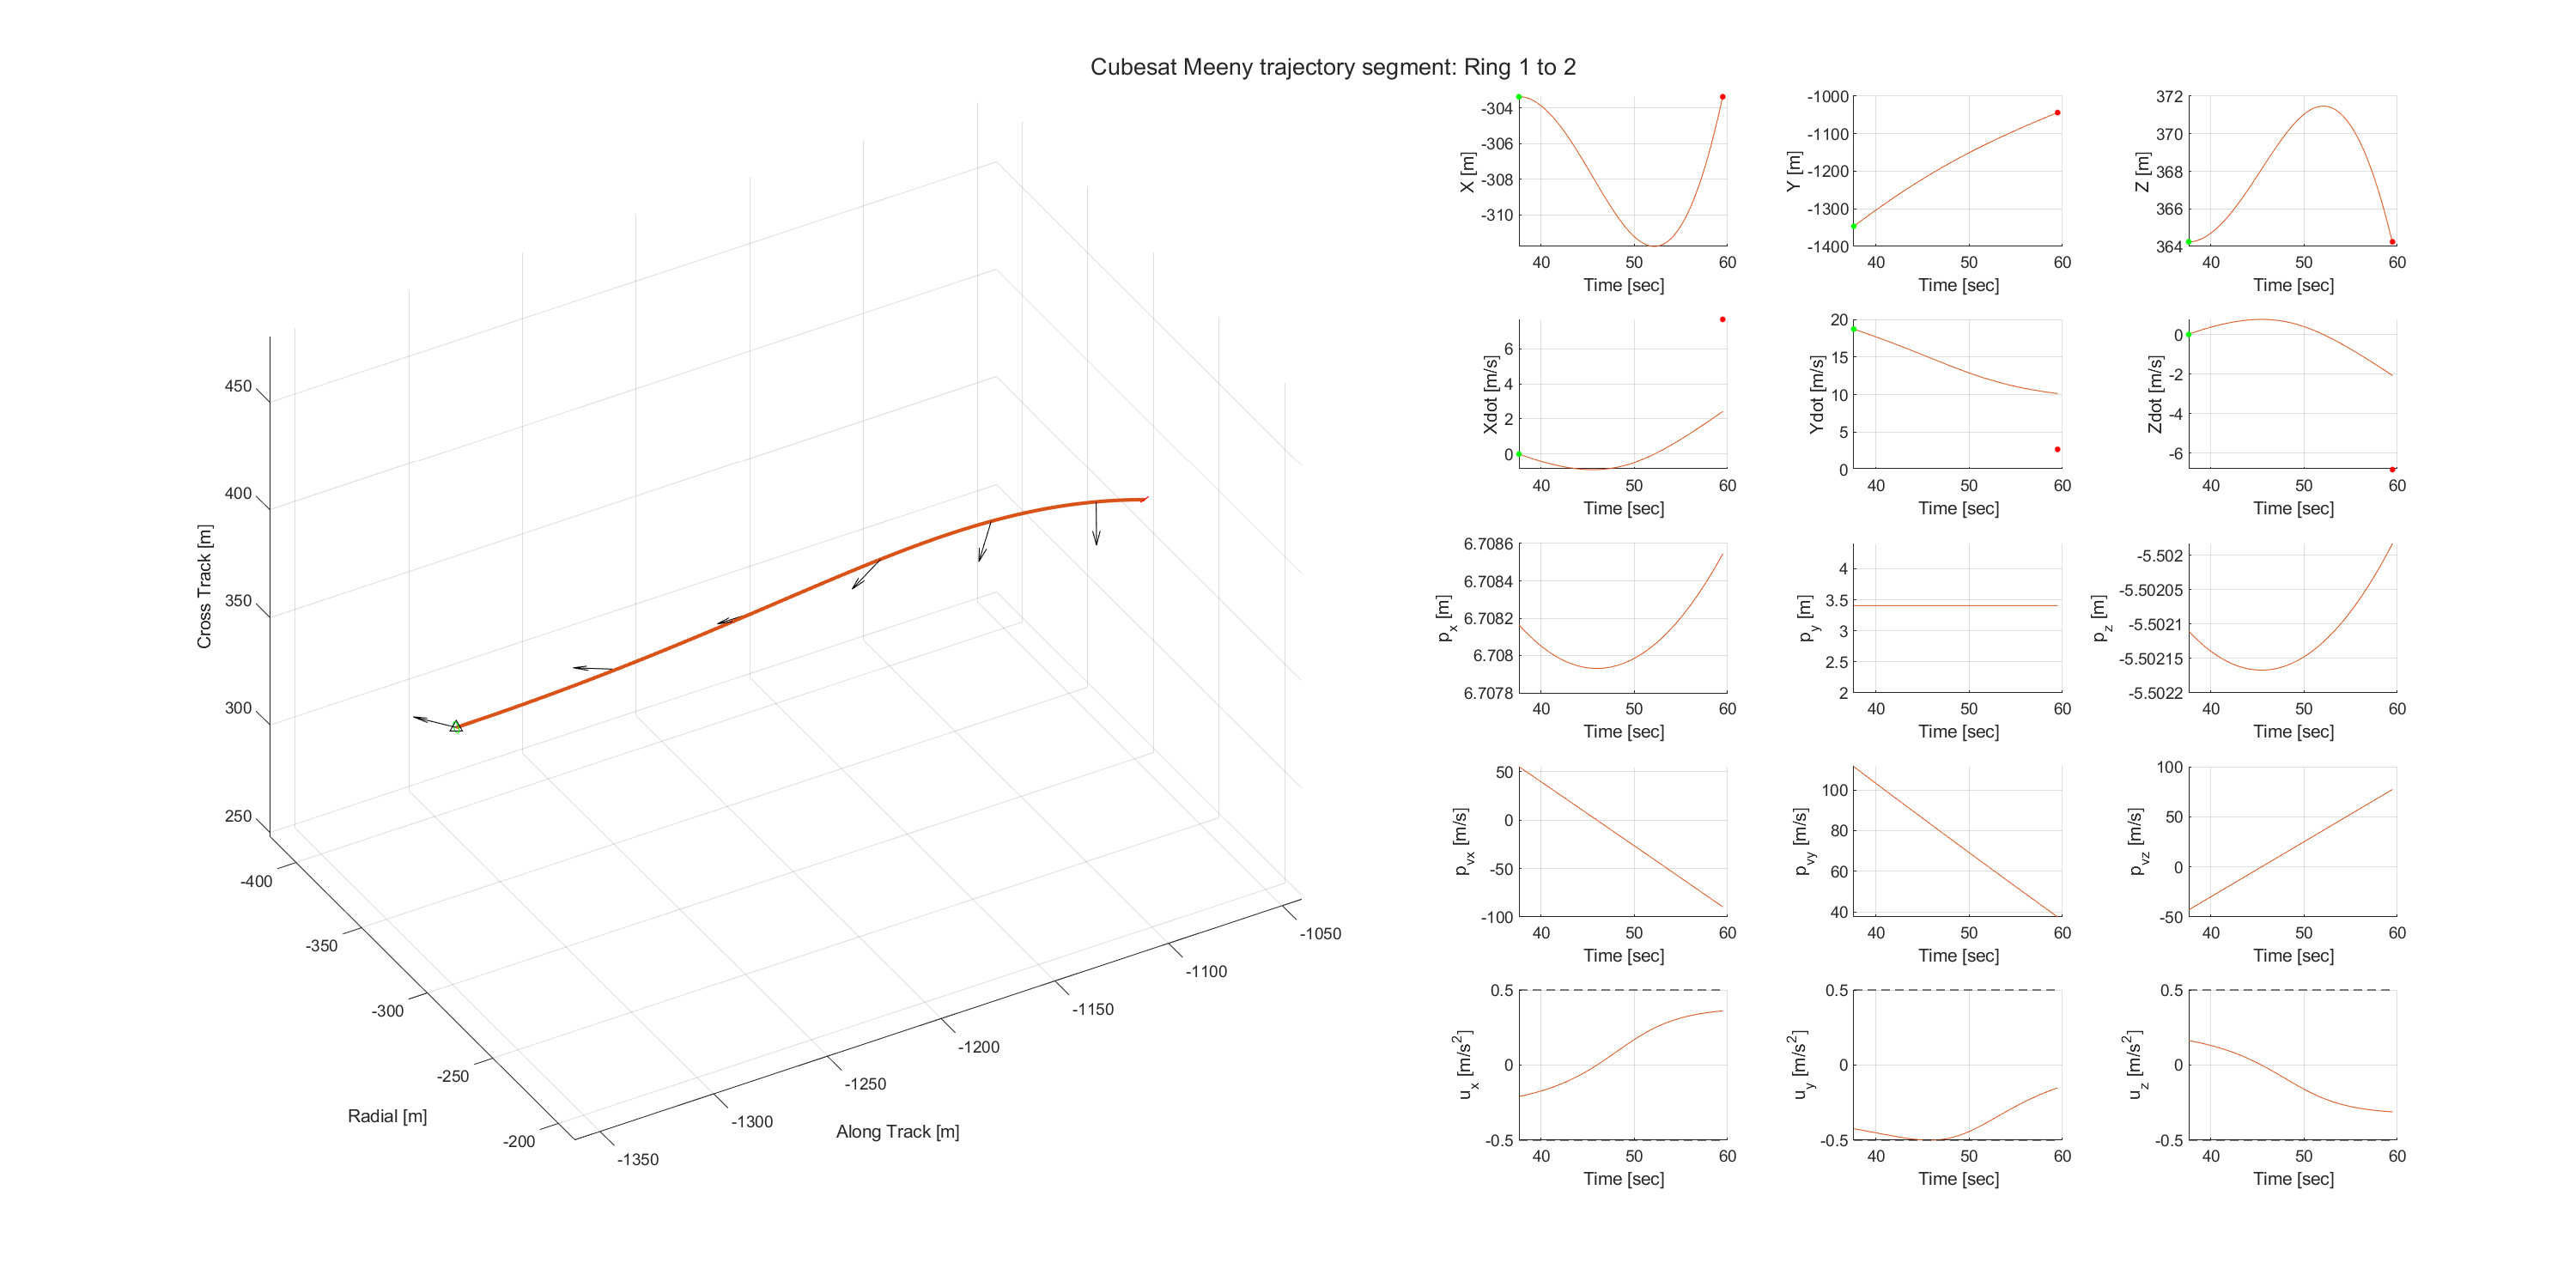 Cubesat Meeny trajectory segment: Ring 1 to 2
450
400
350
300
250
Cross Track [m]
-400
-350
-300
-250
-200
Radial [m]
-1350
-1300
-1250
-1200
-1150
-1100
-1050
Along Track [m]
-304
-306
-308
-310
X [m]
40 50 60
Time [sec]
-1000
-1100
-1200
-1300
-1400
Y [m]
40 50 60
Time [sec]
372
370
368
366
364
Z [m]
40 50 60
Time [sec]
6
4
2
0
Xdot [m/s]
40 50 60
Time [sec]
20
15
10
5
0
Ydot [m/s]
40 50 60
Time [sec]
0
-2
-4
-6
Zdot [m/s]
40 50 60
Time [sec]
6.7086
6.7084
6.7082
6.708
6.7078
p_x [m]
40 50 60
Time [sec]
4
3.5
3
2.5
2
p_y [m]
40 50 60
Time [sec]
-5.502
-5.50205
-5.5021
-5.50215
-5.5022
p_z [m]
40 50 60
Time [sec]
50
0
-50
-100
p_vx [m/s]
40 50 60
Time [sec]
100
80
60
40
p_vy [m/s]
40 50 60
Time [sec]
100
50
0
-50
p_vz [m/s]
40 50 60
Time [sec]
0.5
0
-0.5
u_x [m/s²]
40 50 60
Time [sec]
0.5
0
-0.5
u_y [m/s²]
40 50 60
Time [sec]
0.5
0
-0.5
u_z [m/s²]
40 50 60
Time [sec]